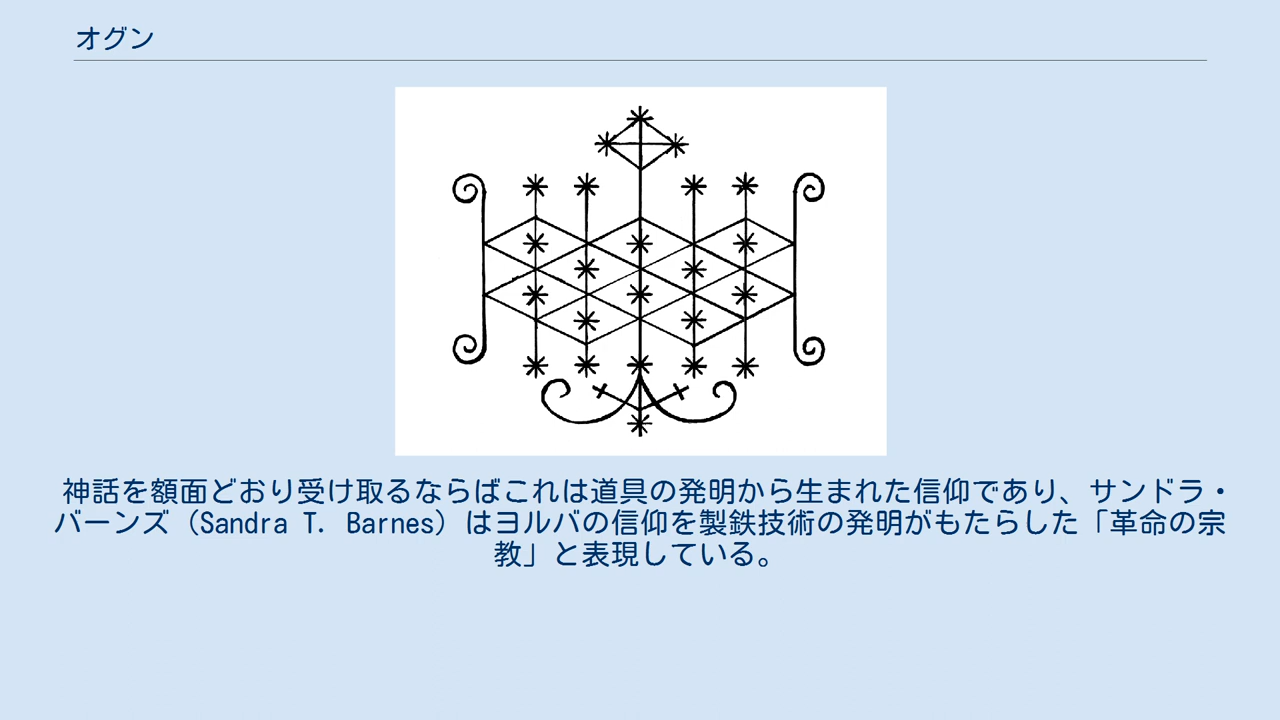 オグン
神話を額面どおり受け取るならばこれは道具の発明から生まれた信仰であり、サンドラ・
バーンズ（Sandra T. Barnes）はヨルバの信仰を製鉄技術の発明がもたらした「革命の宗
教」と表現している。